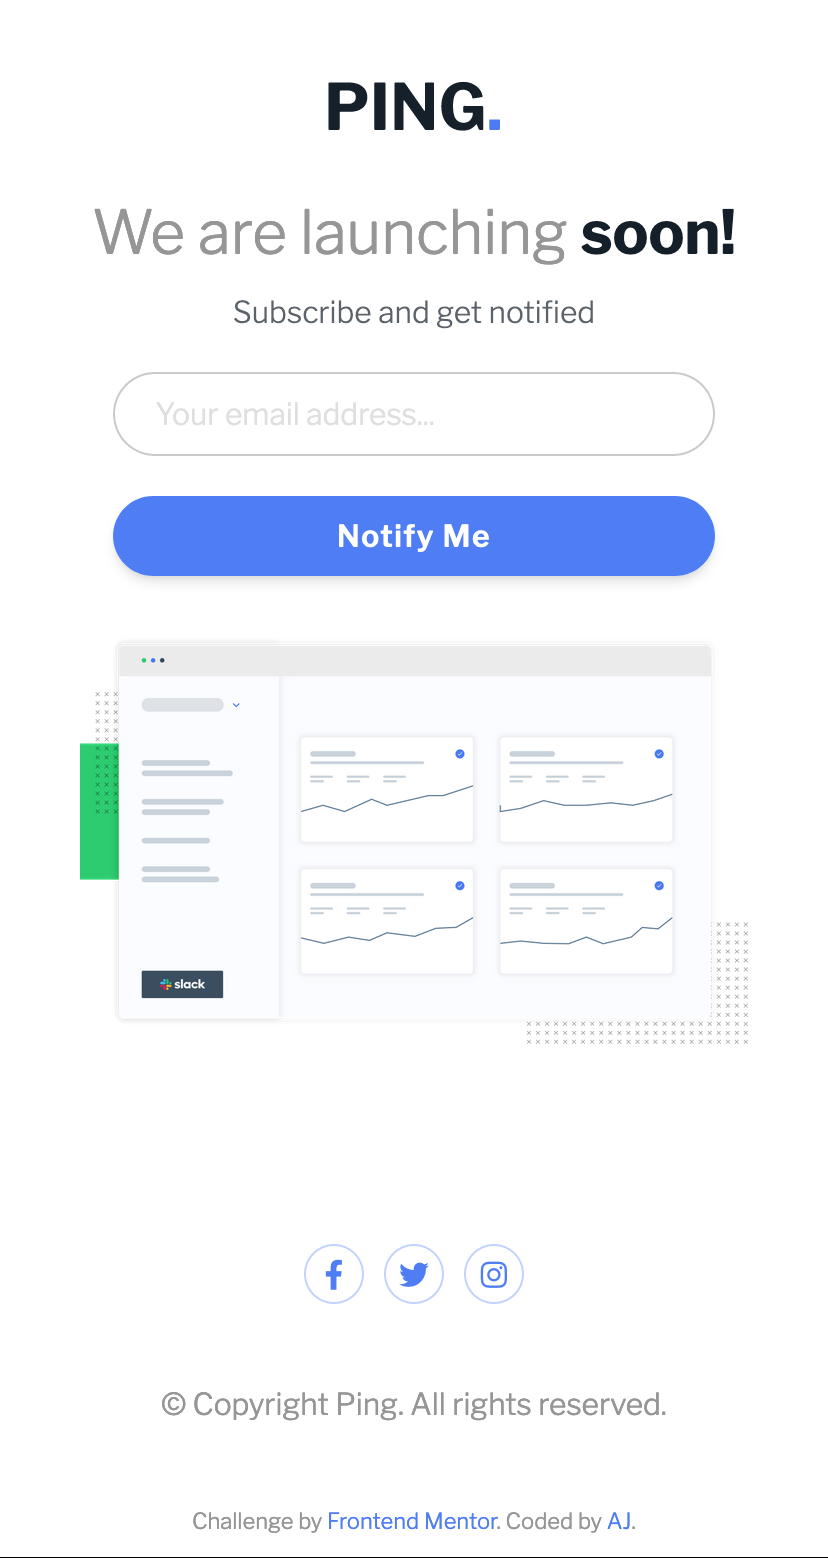 PING.
We are launching soon!
Subscribe and get notified
Your email address...
Notify Me
slack
© Copyright Ping. All rights reserved.
Challenge by Frontend Mentor. Coded by AJ.